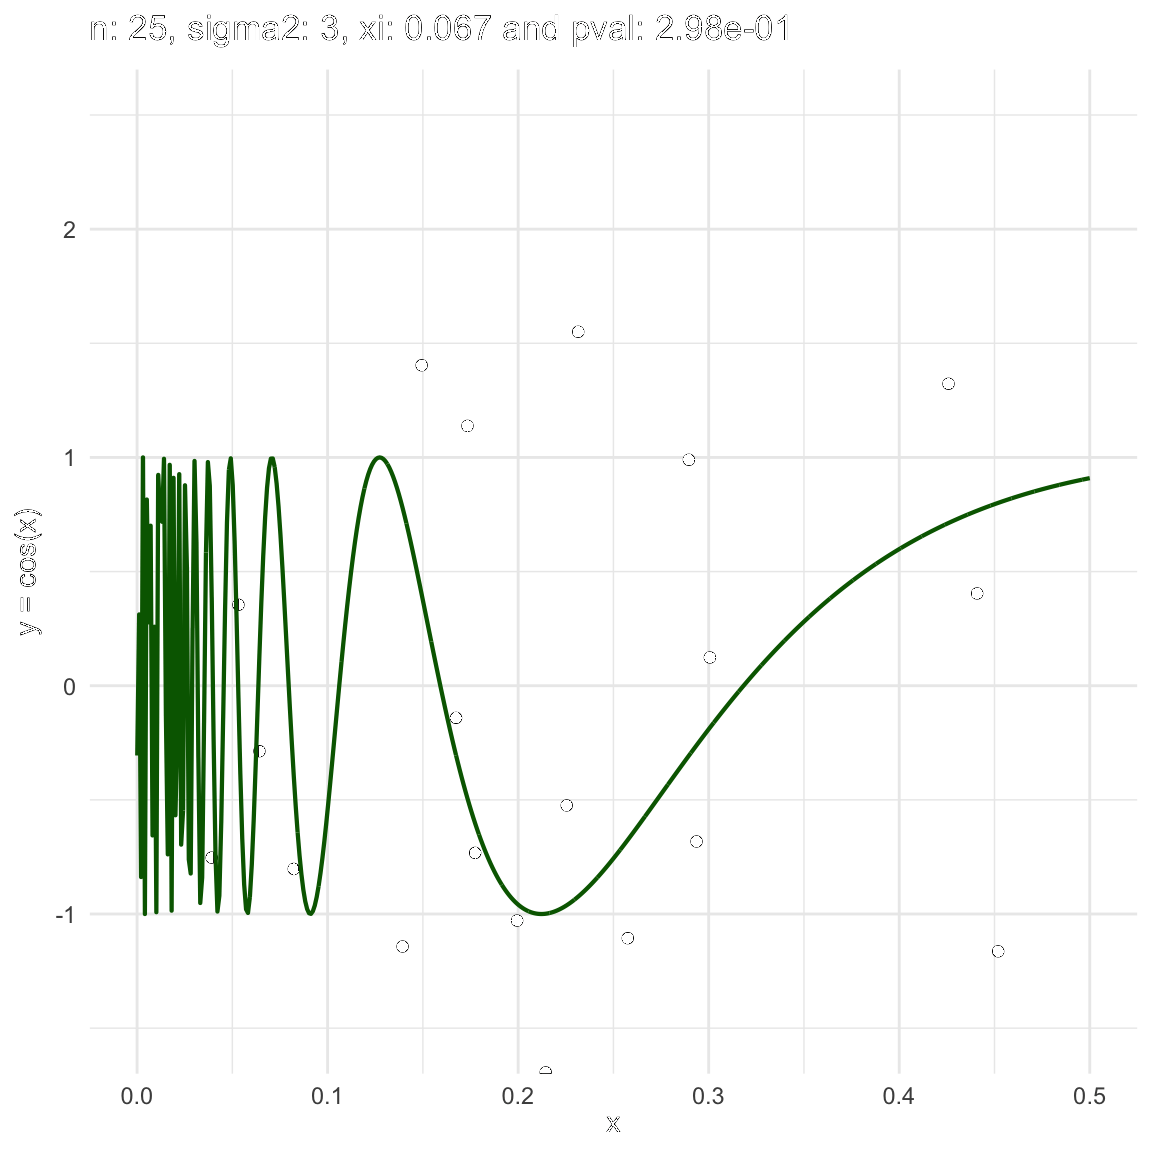 n: 25, sigma2: 3, xi: 0.067 and pval: 2.98e-01
2
1
0
-1
y = cos(x)
0.0 0.1 0.2 0.3 0.4 0.5
x